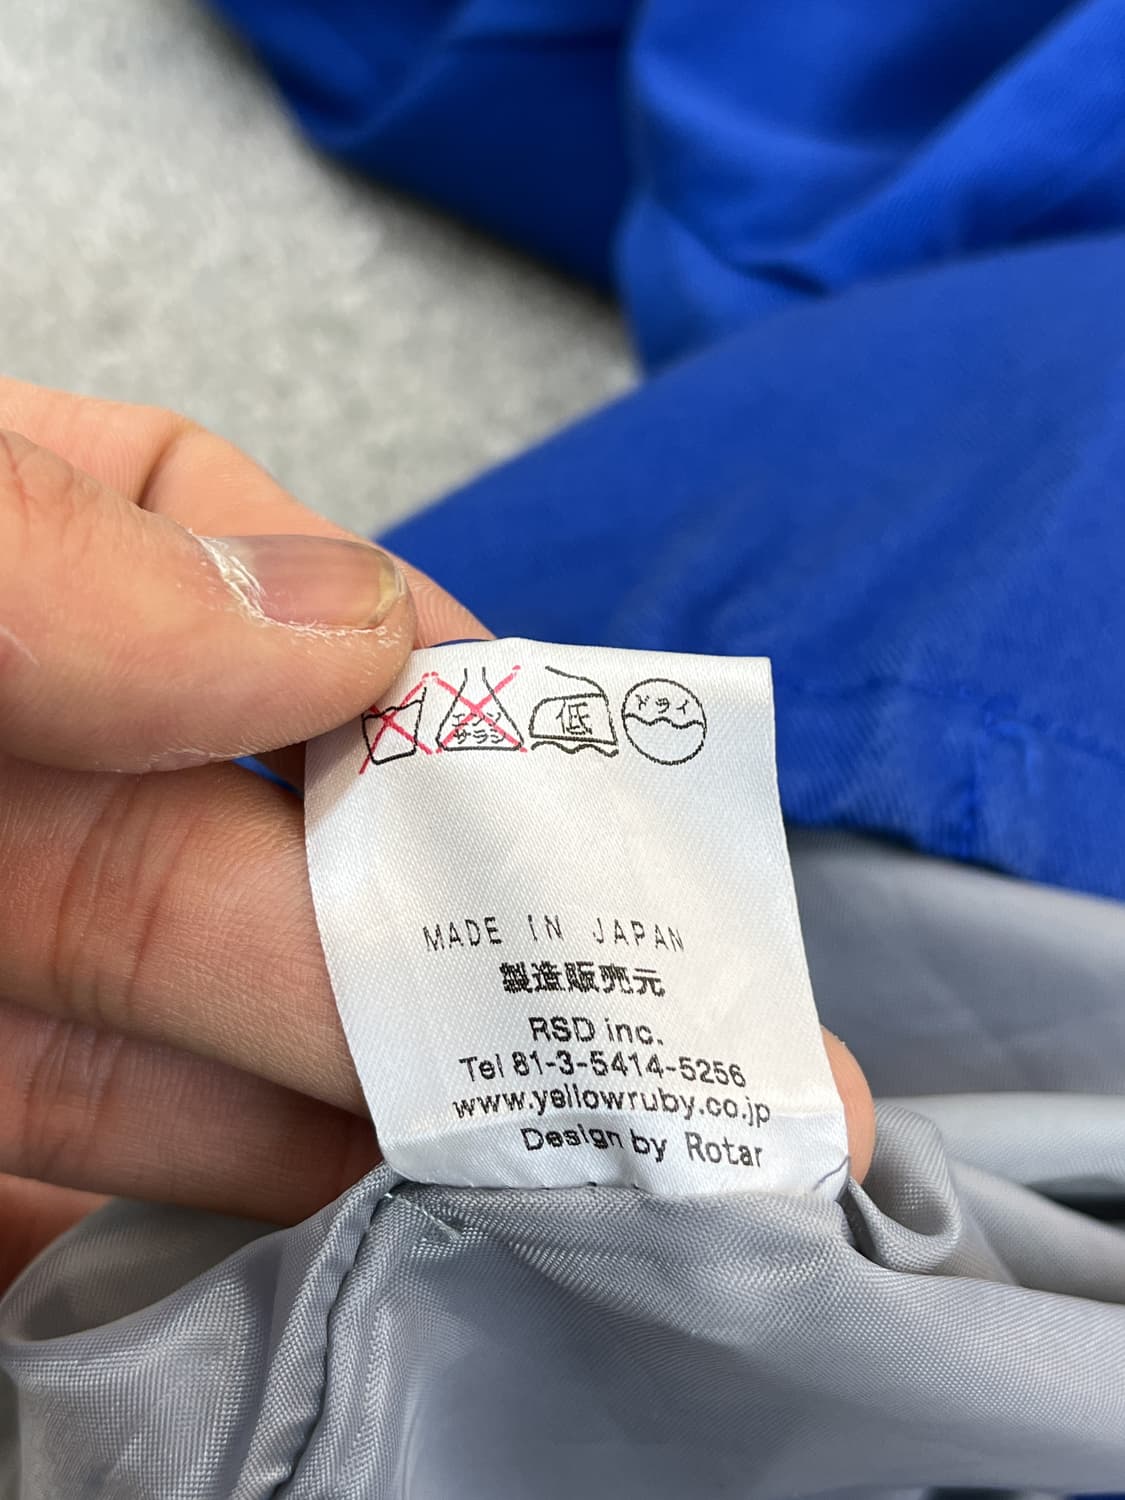 エンソ
サラシ
低
ドライ
MADE IN JAPAN
製造販売元
RSD inc.
Tel 81-3-5414-5256
www.yellowruby.co.jp
Design by Rotar